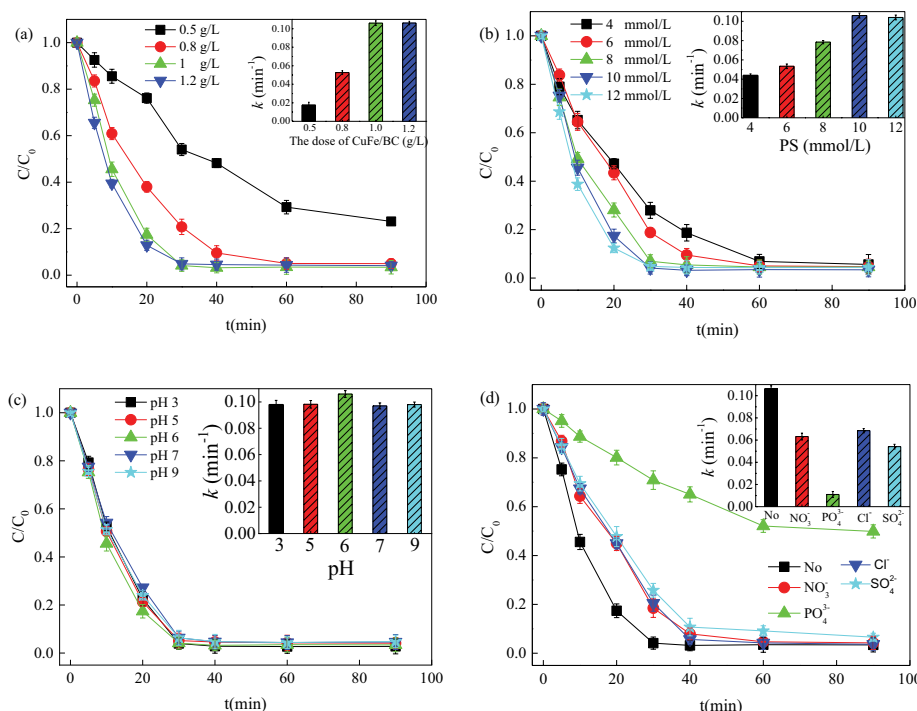 (a)
0.5 g/L
0.8 g/L
1 g/L
1.2 g/L
k (min⁻¹)
0.10
0.08
0.06
0.04
0.02
0.00
0.5 0.8 1.0 1.2
The dose of CuFe/BC (g/L)
C/C₀
1.0
0.8
0.6
0.4
0.2
0.0
0 20 40 60 80 100
t(min)
(b)
4 mmol/L
6 mmol/L
8 mmol/L
10 mmol/L
12 mmol/L
k (min⁻¹)
0.10
0.08
0.06
0.04
0.02
0.00
4 6 8 10 12
PS (mmol/L)
C/C₀
1.0
0.8
0.6
0.4
0.2
0.0
0 20 40 60 80 100
t(min)
(c)
pH 3
pH 5
pH 6
pH 7
pH 9
k (min⁻¹)
0.10
0.08
0.06
0.04
0.02
0.00
3 5 6 7 9
pH
C/C₀
1.0
0.8
0.6
0.4
0.2
0.0
0 20 40 60 80 100
t(min)
(d)
k (min⁻¹)
0.10
0.08
0.06
0.04
0.02
0.00
No NO₃⁻ PO₄³⁻ Cl⁻ SO₄²⁻
No
NO₃⁻
PO₄³⁻
Cl⁻
SO₄²⁻
C/C₀
1.0
0.8
0.6
0.4
0.2
0.0
0 20 40 60 80 100
t(min)